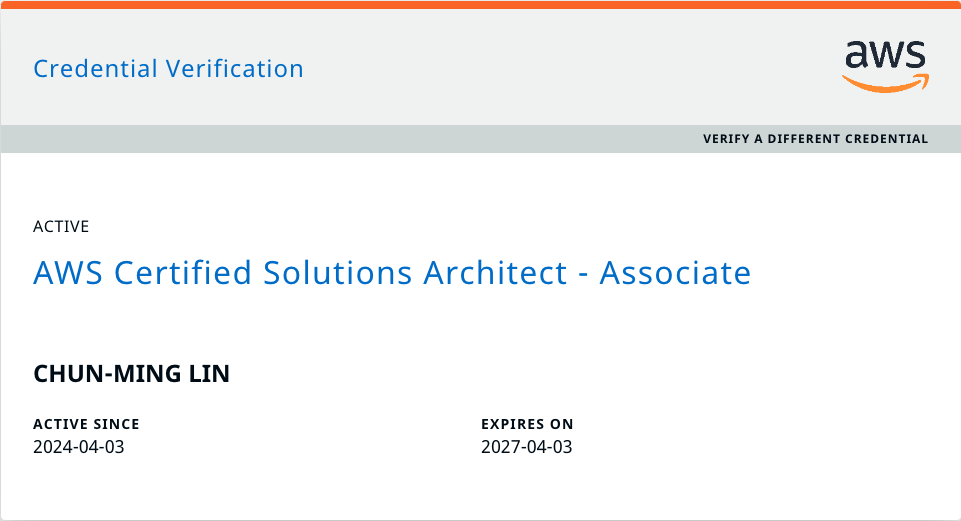 Credential Verification
aws
VERIFY A DIFFERENT CREDENTIAL
ACTIVE
AWS Certified Solutions Architect - Associate
CHUN-MING LIN
ACTIVE SINCE
2024-04-03
EXPIRES ON
2027-04-03